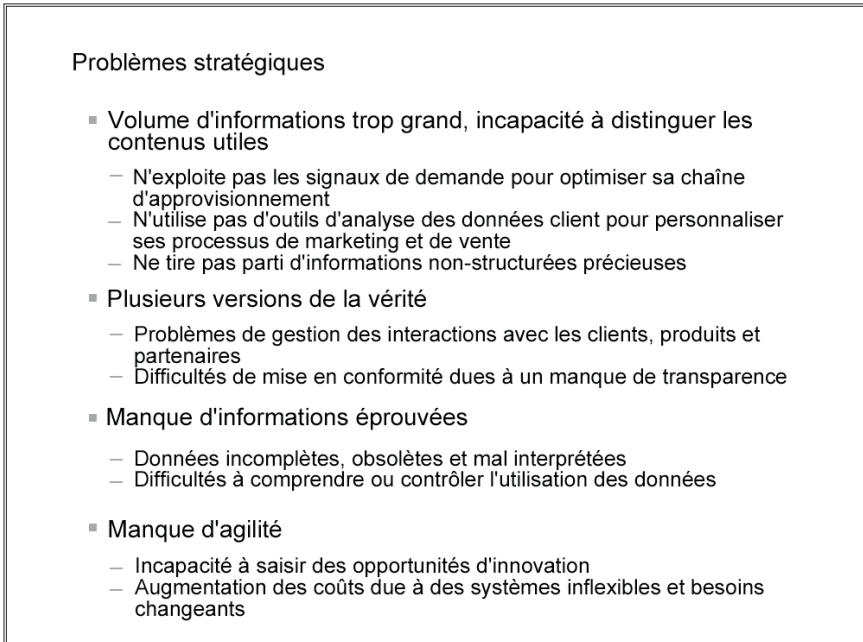 Problèmes stratégiques
Volume d'informations trop grand, incapacité à distinguer les
contenus utiles
N'exploite pas les signaux de demande pour optimiser sa chaîne
d'approvisionnement
N'utilise pas d'outils d'analyse des données client pour personnaliser
ses processus de marketing et de vente
Ne tire pas parti d'informations non-structurées précieuses
Plusieurs versions de la vérité
Problèmes de gestion des interactions avec les clients, produits et
partenaires
Difficultés de mise en conformité dues à un manque de transparence
Manque d'informations éprouvées
Données incomplètes, obsolètes et mal interprétées
Difficultés à comprendre ou contrôler l'utilisation des données
Manque d'agilité
Incapacité à saisir des opportunités d'innovation
Augmentation des coûts due à des systèmes inflexibles et besoins
changeants